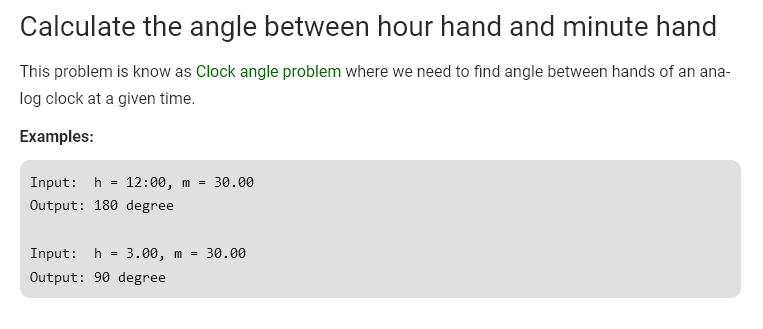 Calculate the angle between hour hand and minute hand
This problem is know as Clock angle problem where we need to find angle between hands of an ana-
log clock at a given time.
Examples:
Input:  h = 12:00, m = 30.00
Output: 180 degree
Input:  h = 3.00, m = 30.00
Output: 90 degree